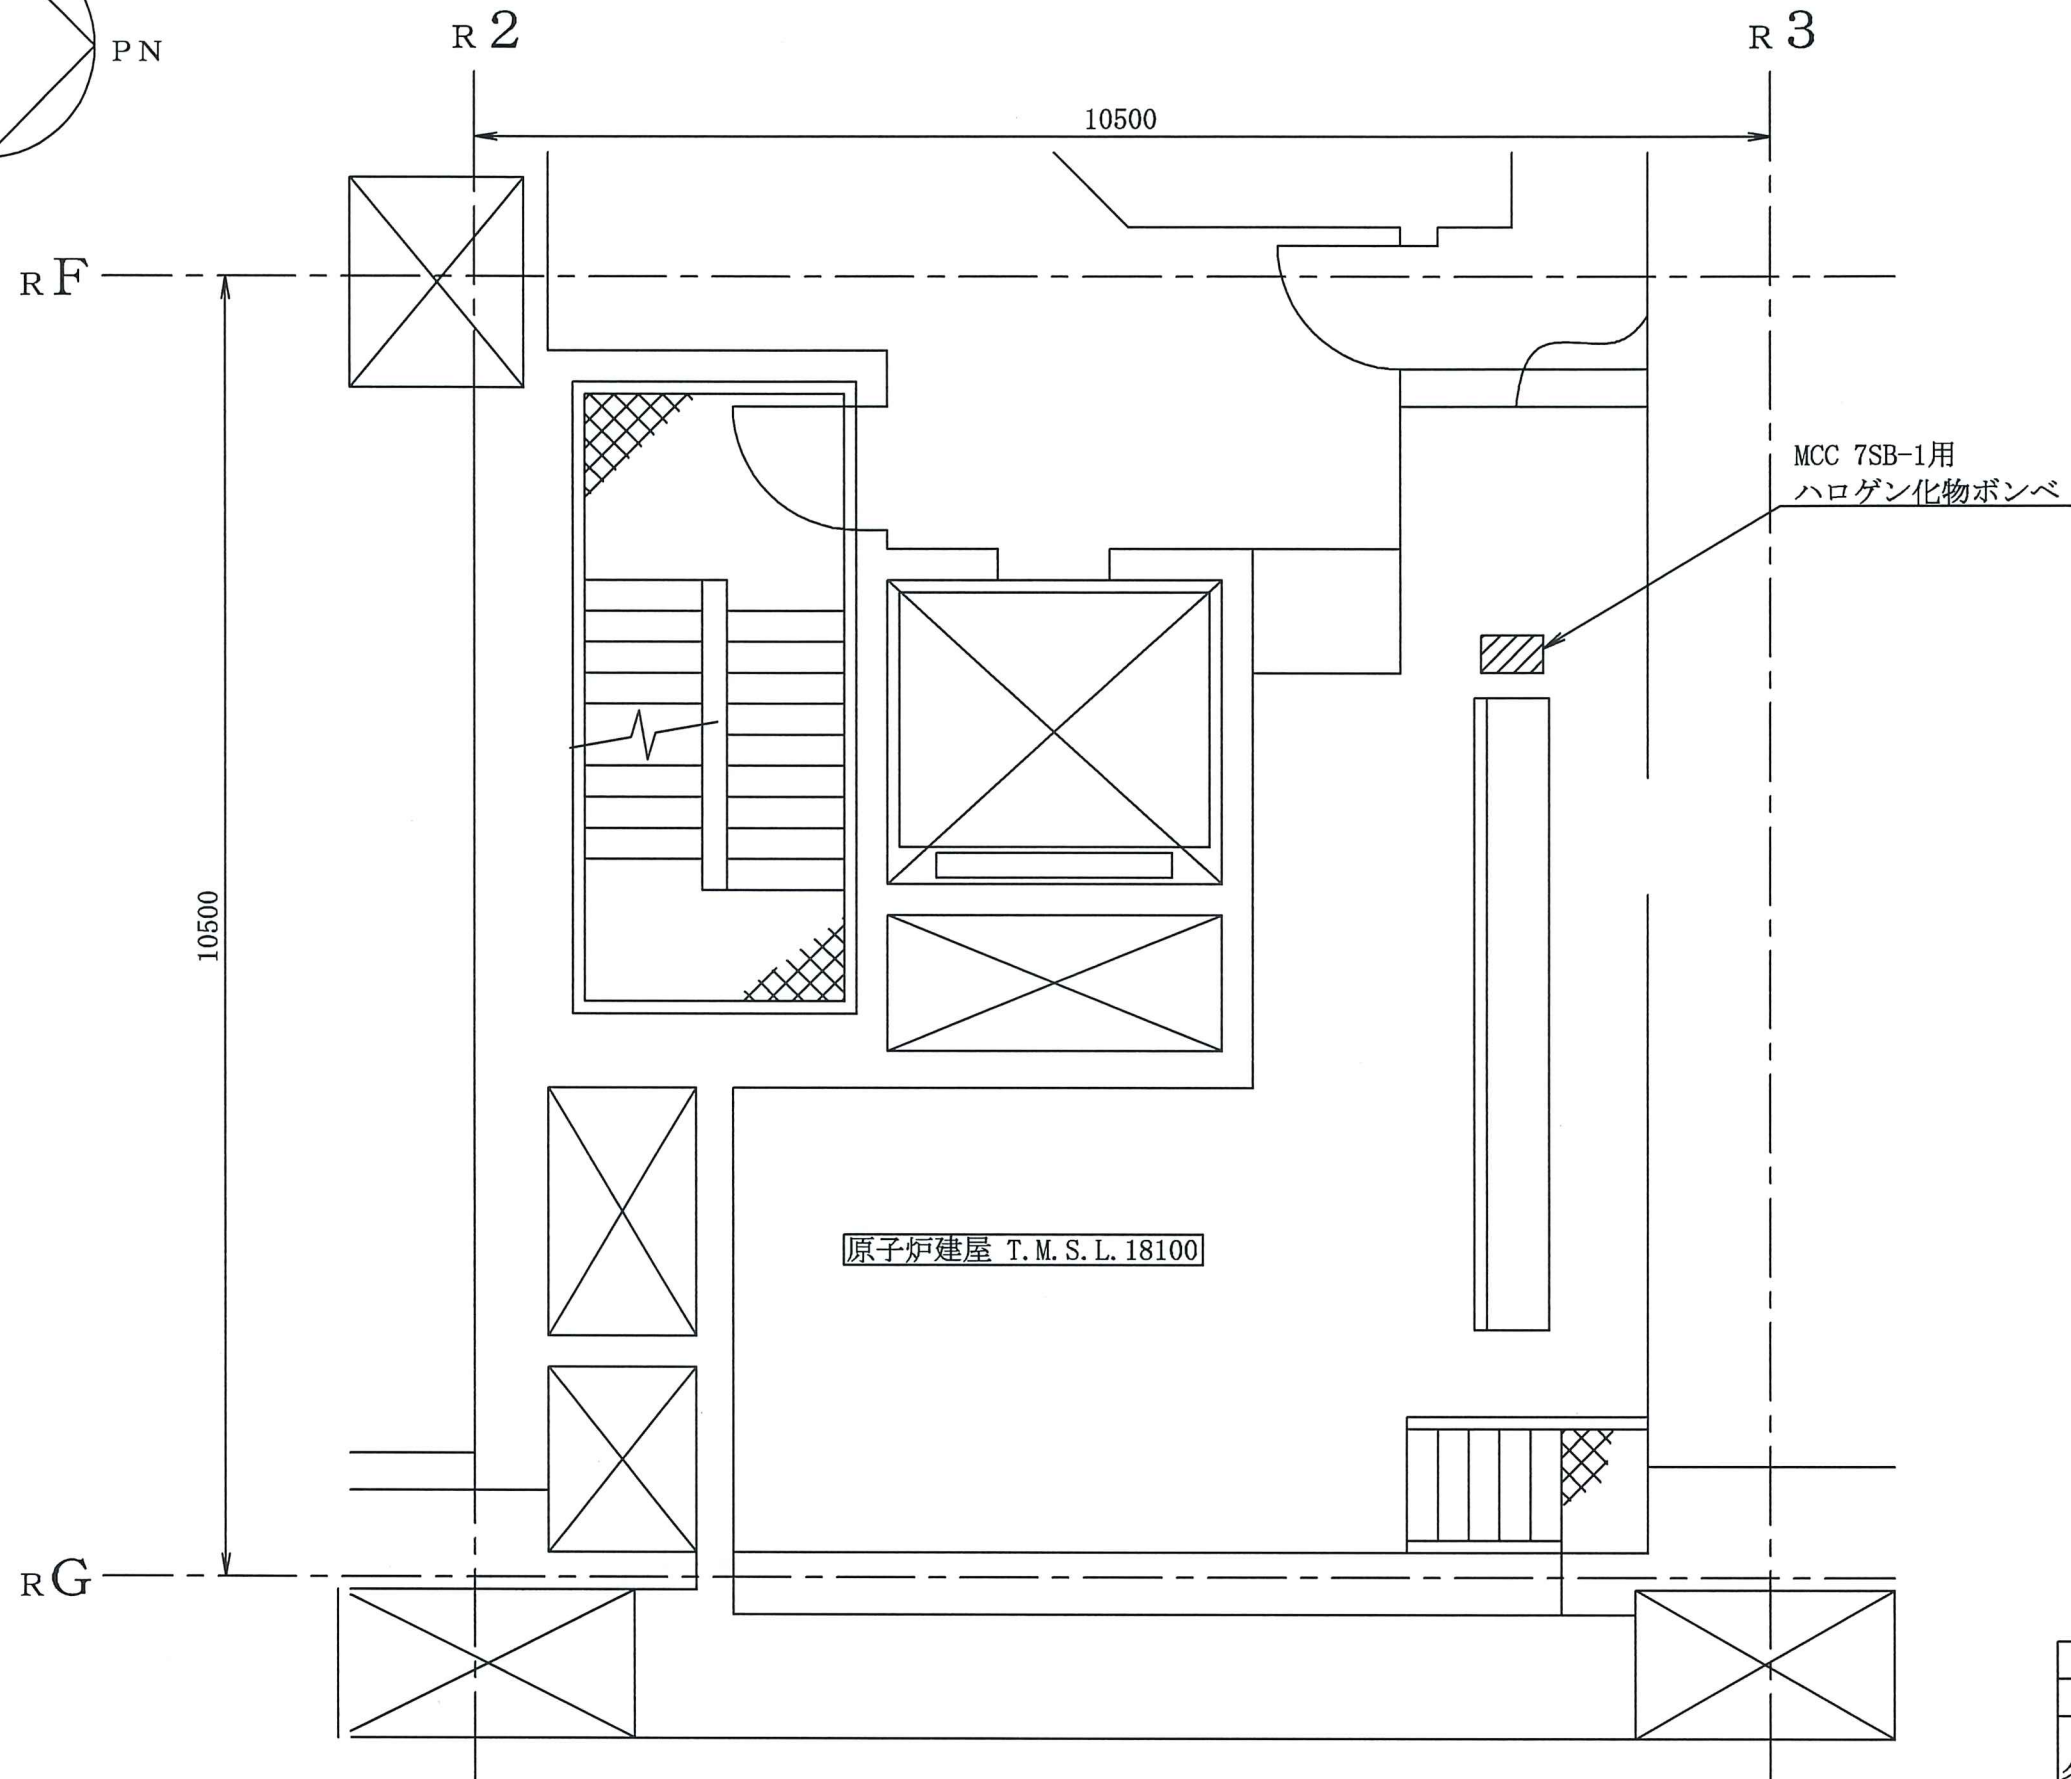 PN
R2
R3
10500
RF
MCC 7SB-1用
ハロゲン化物ボンベ
10500
原子炉建屋 T.M.S.L.18100
RG